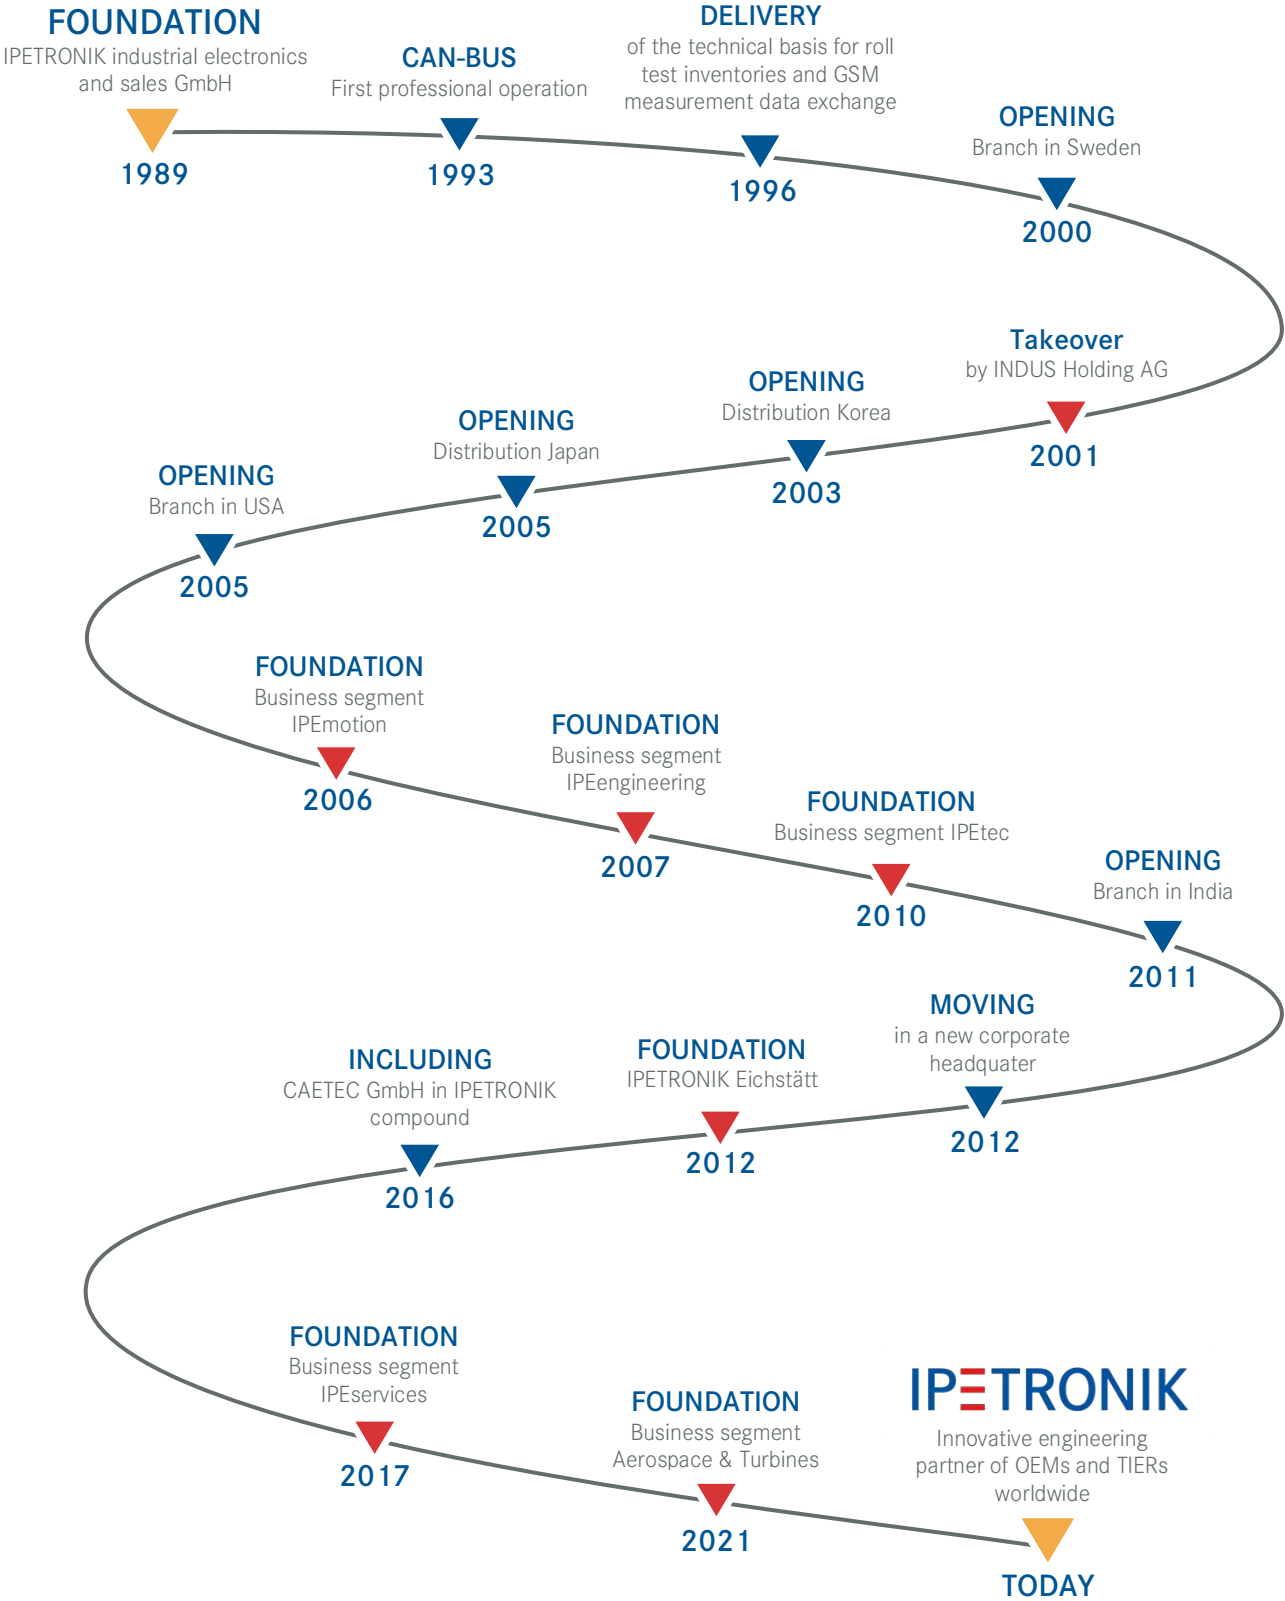 FOUNDATION
IPETRONIK industrial electronics
and sales GmbH
1989
CAN-BUS
First professional operation
1993
DELIVERY
of the technical basis for roll
test inventories and GSM
measurement data exchange
1996
OPENING
Branch in Sweden
2000
Takeover
by INDUS Holding AG
2001
OPENING
Distribution Korea
2003
OPENING
Distribution Japan
2005
OPENING
Branch in USA
2005
FOUNDATION
Business segment
IPEmotion
2006
FOUNDATION
Business segment
IPEengineering
2007
FOUNDATION
Business segment IPEtec
2010
OPENING
Branch in India
2011
MOVING
in a new corporate
headquater
2012
FOUNDATION
IPETRONIK Eichstätt
2012
INCLUDING
CAETEC GmbH in IPETRONIK
compound
2016
FOUNDATION
Business segment
IPEservices
2017
FOUNDATION
Business segment
Aerospace & Turbines
2021
IPETRONIK
Innovative engineering
partner of OEMs and TIERs
worldwide
TODAY